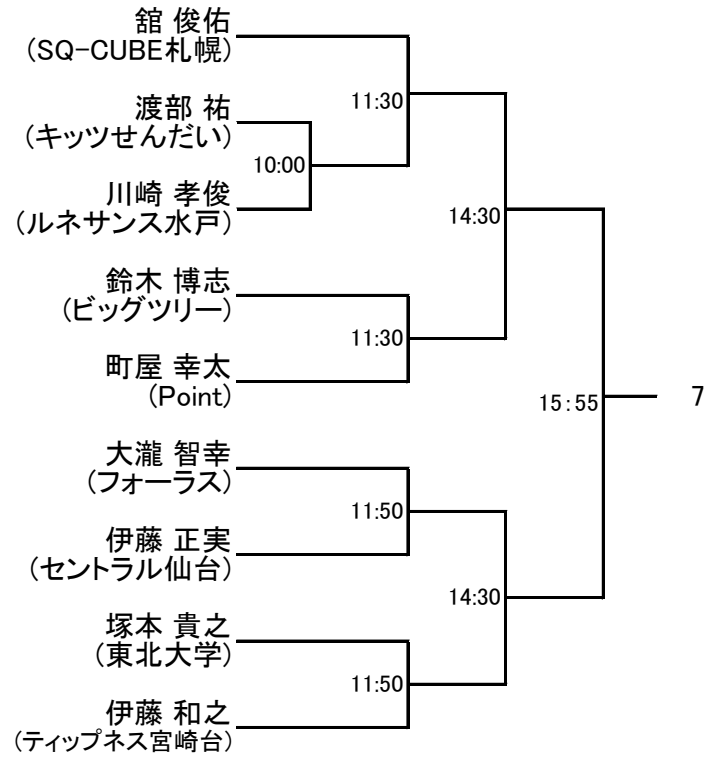 舘 俊佑
(SQ-CUBE札幌)
11:30
渡部 祐
(キッツせんだい)
10:00
川崎 孝俊
(ルネサンス水戸)
14:30
鈴木 博志
(ビッグツリー)
11:30
町屋 幸太
(Point)
15:55
7
大瀧 智幸
(フォーラス)
11:50
伊藤 正実
(セントラル仙台)
14:30
塚本 貴之
(東北大学)
11:50
伊藤 和之
(ティップネス宮崎台)